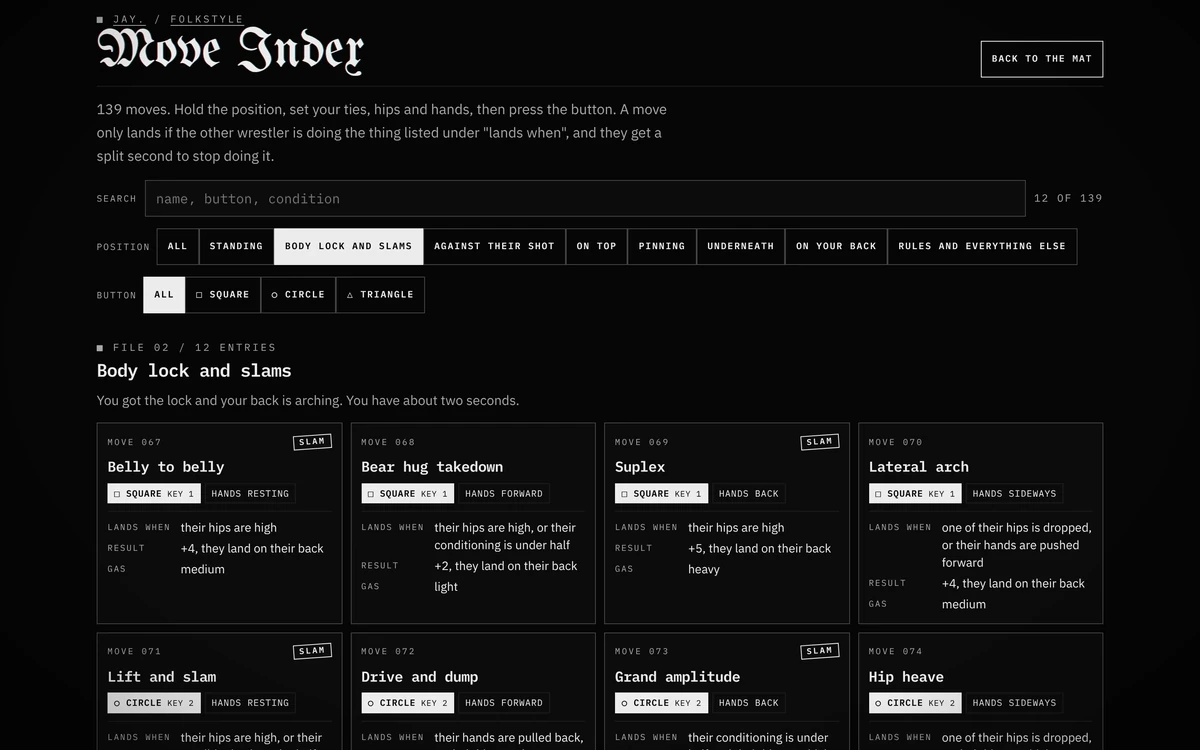 ■ JAY. / FOLKSTYLE
Move Index
BACK TO THE MAT
139 moves. Hold the position, set your ties, hips and hands, then press the button. A move
only lands if the other wrestler is doing the thing listed under "lands when", and they get a
split second to stop doing it.
SEARCH name, button, condition 12 OF 139
POSITION ALL STANDING BODY LOCK AND SLAMS AGAINST THEIR SHOT ON TOP PINNING UNDERNEATH ON YOUR BACK RULES AND EVERYTHING ELSE
BUTTON ALL □ SQUARE ○ CIRCLE △ TRIANGLE
■ FILE 02 / 12 ENTRIES
Body lock and slams
You got the lock and your back is arching. You have about two seconds.
MOVE 067 SLAM
Belly to belly
□ SQUARE KEY 1 HANDS RESTING
LANDS WHEN their hips are high
RESULT +4, they land on their back
GAS medium
MOVE 068
Bear hug takedown
□ SQUARE KEY 1 HANDS FORWARD
LANDS WHEN their hips are high, or their
conditioning is under half
RESULT +2, they land on their back
GAS light
MOVE 069 SLAM
Suplex
□ SQUARE KEY 1 HANDS BACK
LANDS WHEN their hips are high
RESULT +5, they land on their back
GAS heavy
MOVE 070
Lateral arch
□ SQUARE KEY 1 HANDS SIDEWAYS
LANDS WHEN one of their hips is dropped,
or their hands are pushed
forward
RESULT +4, they land on their back
GAS medium
MOVE 071 SLAM
Lift and slam
○ CIRCLE KEY 2 HANDS RESTING
LANDS WHEN their hips are high, or their
MOVE 072
Drive and dump
○ CIRCLE KEY 2 HANDS FORWARD
LANDS WHEN their hands are pulled back,
MOVE 073 SLAM
Grand amplitude
○ CIRCLE KEY 2 HANDS BACK
LANDS WHEN their conditioning is under
MOVE 074
Hip heave
○ CIRCLE KEY 2 HANDS SIDEWAYS
LANDS WHEN one of their hips is dropped,